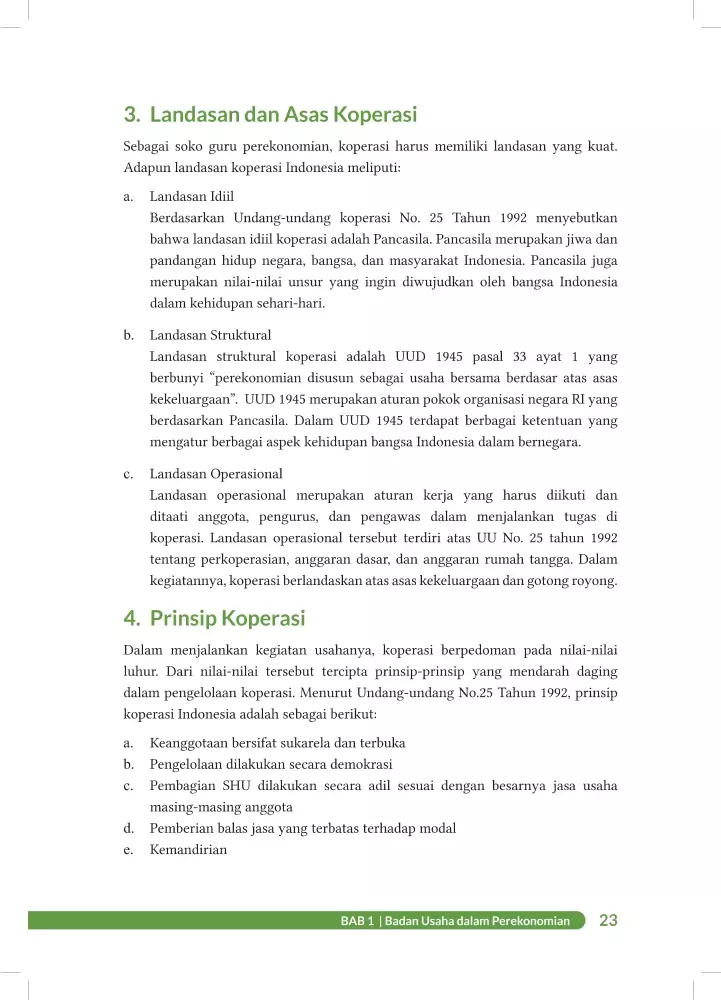 3. Landasan dan Asas Koperasi
Sebagai soko guru perekonomian, koperasi harus memiliki landasan yang kuat.
Adapun landasan koperasi Indonesia meliputi:
a. Landasan Idiil
Berdasarkan Undang-undang koperasi No. 25 Tahun 1992 menyebutkan
bahwa landasan idiil koperasi adalah Pancasila. Pancasila merupakan jiwa dan
pandangan hidup negara, bangsa, dan masyarakat Indonesia. Pancasila juga
merupakan nilai-nilai unsur yang ingin diwujudkan oleh bangsa Indonesia
dalam kehidupan sehari-hari.
b. Landasan Struktural
Landasan struktural koperasi adalah UUD 1945 pasal 33 ayat 1 yang
berbunyi “perekonomian disusun sebagai usaha bersama berdasar atas asas
kekeluargaan”. UUD 1945 merupakan aturan pokok organisasi negara RI yang
berdasarkan Pancasila. Dalam UUD 1945 terdapat berbagai ketentuan yang
mengatur berbagai aspek kehidupan bangsa Indonesia dalam bernegara.
c. Landasan Operasional
Landasan operasional merupakan aturan kerja yang harus diikuti dan
ditaati anggota, pengurus, dan pengawas dalam menjalankan tugas di
koperasi. Landasan operasional tersebut terdiri atas UU No. 25 tahun 1992
tentang perkoperasian, anggaran dasar, dan anggaran rumah tangga. Dalam
kegiatannya, koperasi berlandaskan atas asas kekeluargaan dan gotong royong.
4. Prinsip Koperasi
Dalam menjalankan kegiatan usahanya, koperasi berpedoman pada nilai-nilai
luhur. Dari nilai-nilai tersebut tercipta prinsip-prinsip yang mendarah daging
dalam pengelolaan koperasi. Menurut Undang-undang No.25 Tahun 1992, prinsip
koperasi Indonesia adalah sebagai berikut:
a. Keanggotaan bersifat sukarela dan terbuka
b. Pengelolaan dilakukan secara demokrasi
c. Pembagian SHU dilakukan secara adil sesuai dengan besarnya jasa usaha
masing-masing anggota
d. Pemberian balas jasa yang terbatas terhadap modal
e. Kemandirian
BAB 1 | Badan Usaha dalam Perekonomian 23